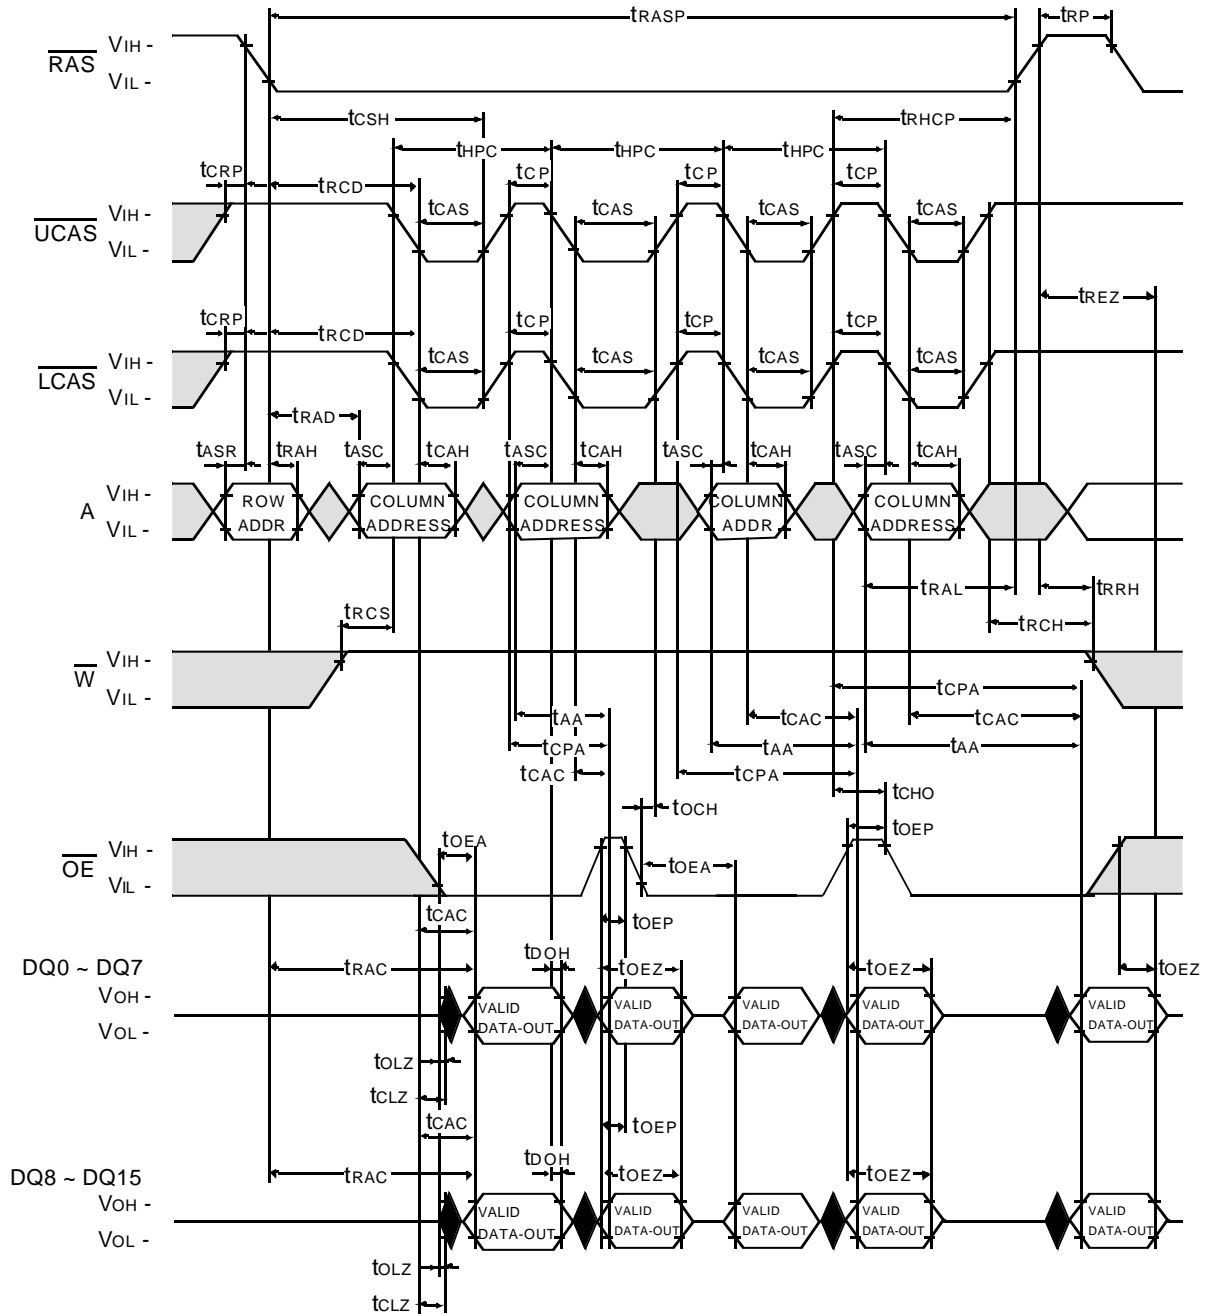 tRASP
tRP
RAS
VIH -
VIL -
tCSH
tRHCP
tHPC
tHPC
tHPC
tCRP
tRCD
tCP
tCP
tCP
UCAS
VIH -
VIL -
tCAS
tCAS
tCAS
tCAS
tREZ
tCRP
tRCD
tCP
tCP
tCP
LCAS
VIH -
VIL -
tCAS
tCAS
tCAS
tCAS
tRAD
tASR
tRAH
tASC
tCAH
tASC
tCAH
tASC
tCAH
tASC
tCAH
A
VIH -
VIL -
ROW
ADDR
COLUMN
ADDRESS
COLUMN
ADDRESS
COLUMN
ADDR
COLUMN
ADDRESS
tRAL
tRRH
tRCS
tRCH
W
VIH -
VIL -
tCPA
tAA
tCAC
tCAC
tCPA
tAA
tAA
tCAC
tCPA
tCHO
tOCH
tOEP
OE
VIH -
VIL -
tOEA
tOEA
tCAC
tOEP
DQ0 ~ DQ7
tRAC
tDOH
tOEZ
tOEZ
tOEZ
VOH -
VOL -
VALID
DATA-OUT
VALID
DATA-OUT
VALID
DATA-OUT
VALID
DATA-OUT
VALID
DATA-OUT
tOLZ
tCLZ
tCAC
tOEP
DQ8 ~ DQ15
tRAC
tDOH
tOEZ
tOEZ
VOH -
VOL -
VALID
DATA-OUT
VALID
DATA-OUT
VALID
DATA-OUT
VALID
DATA-OUT
VALID
DATA-OUT
tOLZ
tCLZ